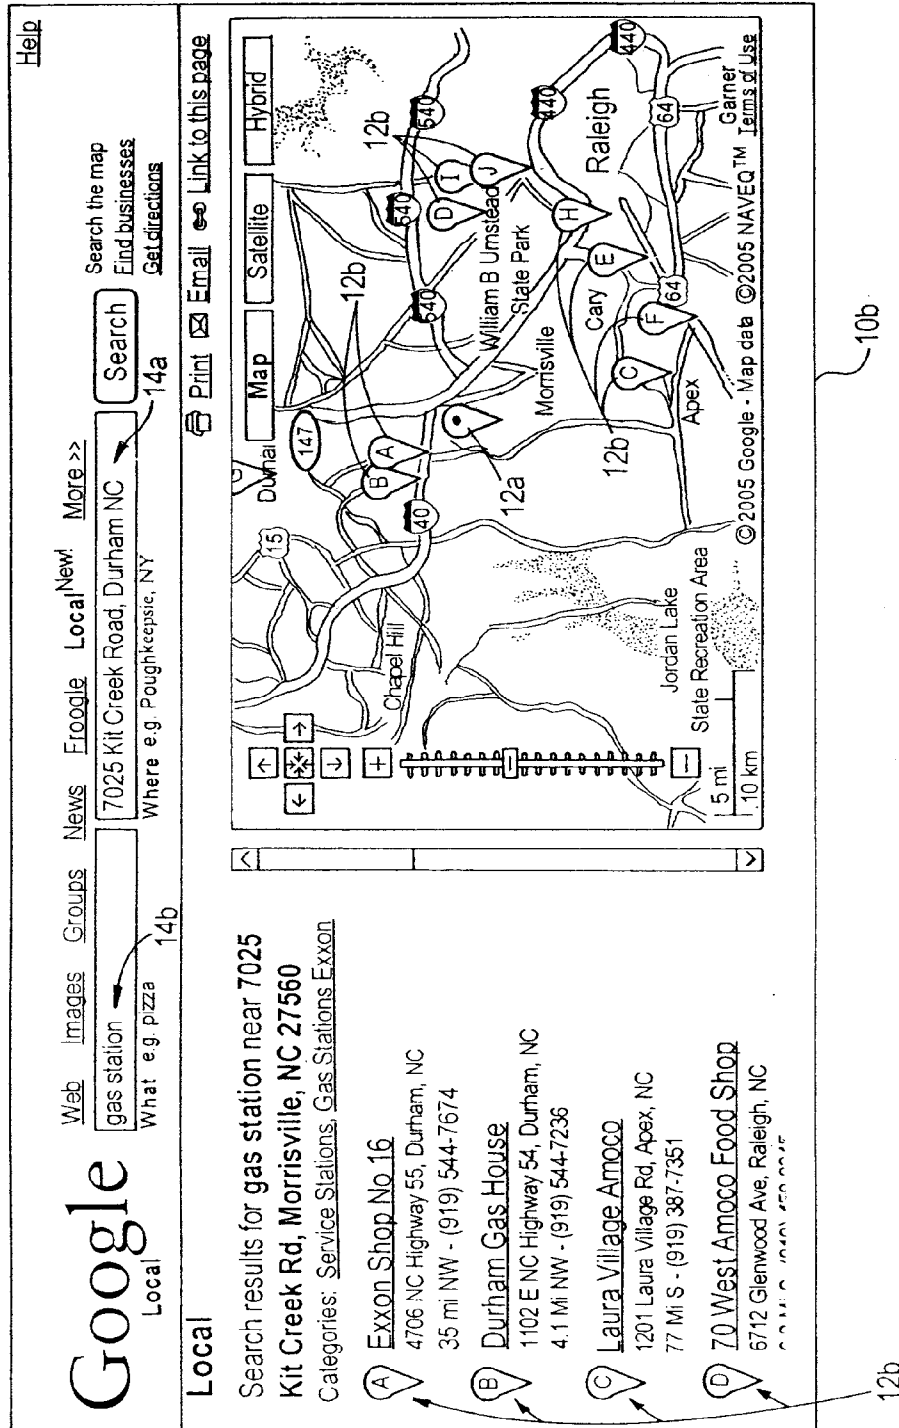 Help
Google
Local
Web Images Groups News Froogle Local New! More >>
gas station
7025 Kit Creek Road, Durham NC
Search
Search the map
Find businesses
Get directions
What e.g. pizza
Where e.g. Poughkeepsie, NY
14b
14a
Local
Print Email Link to this page
Search results for gas station near 7025
Kit Creek Rd, Morrisville, NC 27560
Categories: Service Stations, Gas Stations Exxon
A Exxon Shop No 16
4706 NC Highway 55, Durham, NC
35 mi NW - (919) 544-7674
B Durham Gas House
1102 E NC Highway 54, Durham, NC
4.1 Mi NW - (919) 544-7236
C Laura Village Amoco
1201 Laura Village Rd, Apex, NC
77 Mi S - (919) 387-7351
D 70 West Amoco Food Shop
6712 Glenwood Ave, Raleigh, NC
12b
Map Satellite Hybrid
15
147
40
540
540
540
440
440
64
64
Chapel Hill
A
B
C
D
E
F
H
I
J
12b
12b
12a
12b
William B Umstead
State Park
Morrisville
Cary
Raleigh
Apex
Garner
Jordan Lake
State Recreation Area
5 mi
10 km
©2005 Google - Map data ©2005 NAVEQ™ Terms of Use
10b